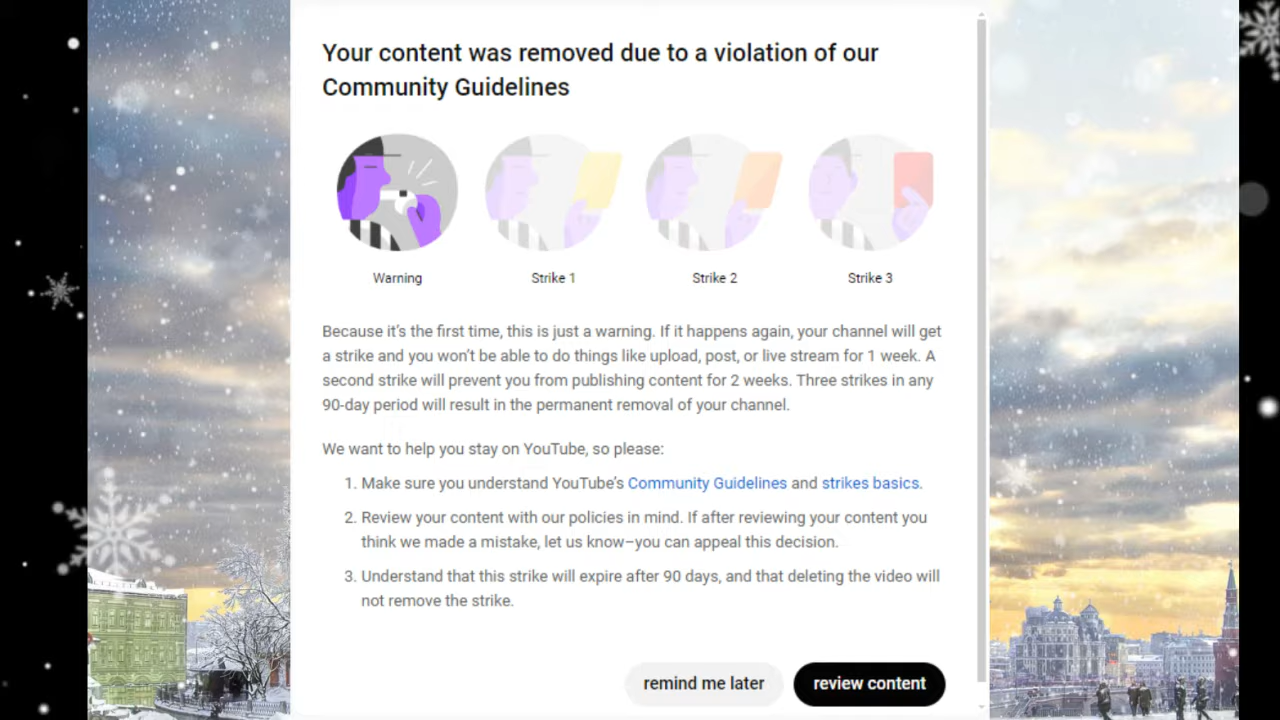 Your content was removed due to a violation of our
Community Guidelines
Warning
Strike 1
Strike 2
Strike 3
Because it's the first time, this is just a warning. If it happens again, your channel will get
a strike and you won't be able to do things like upload, post, or live stream for 1 week. A
second strike will prevent you from publishing content for 2 weeks. Three strikes in any
90-day period will result in the permanent removal of your channel.
We want to help you stay on YouTube, so please:
1. Make sure you understand YouTube's Community Guidelines and strikes basics.
2. Review your content with our policies in mind. If after reviewing your content you
think we made a mistake, let us know–you can appeal this decision.
3. Understand that this strike will expire after 90 days, and that deleting the video will
not remove the strike.
remind me later
review content